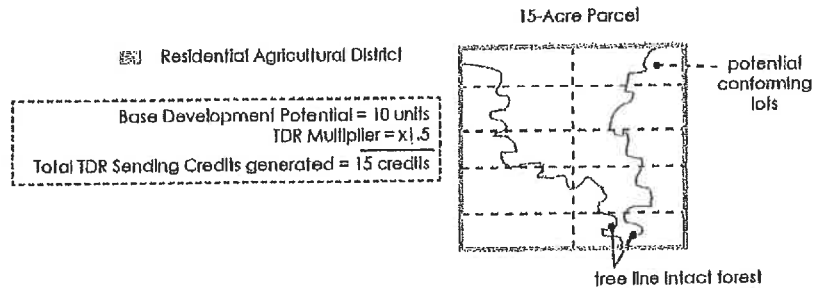 15-Acre Parcel
Residential Agricultural District
potential
conforming
lots
Base Development Potential = 10 units
TDR Multiplier = x1.5
Total TDR Sending Credits generated = 15 credits
tree line intact forest